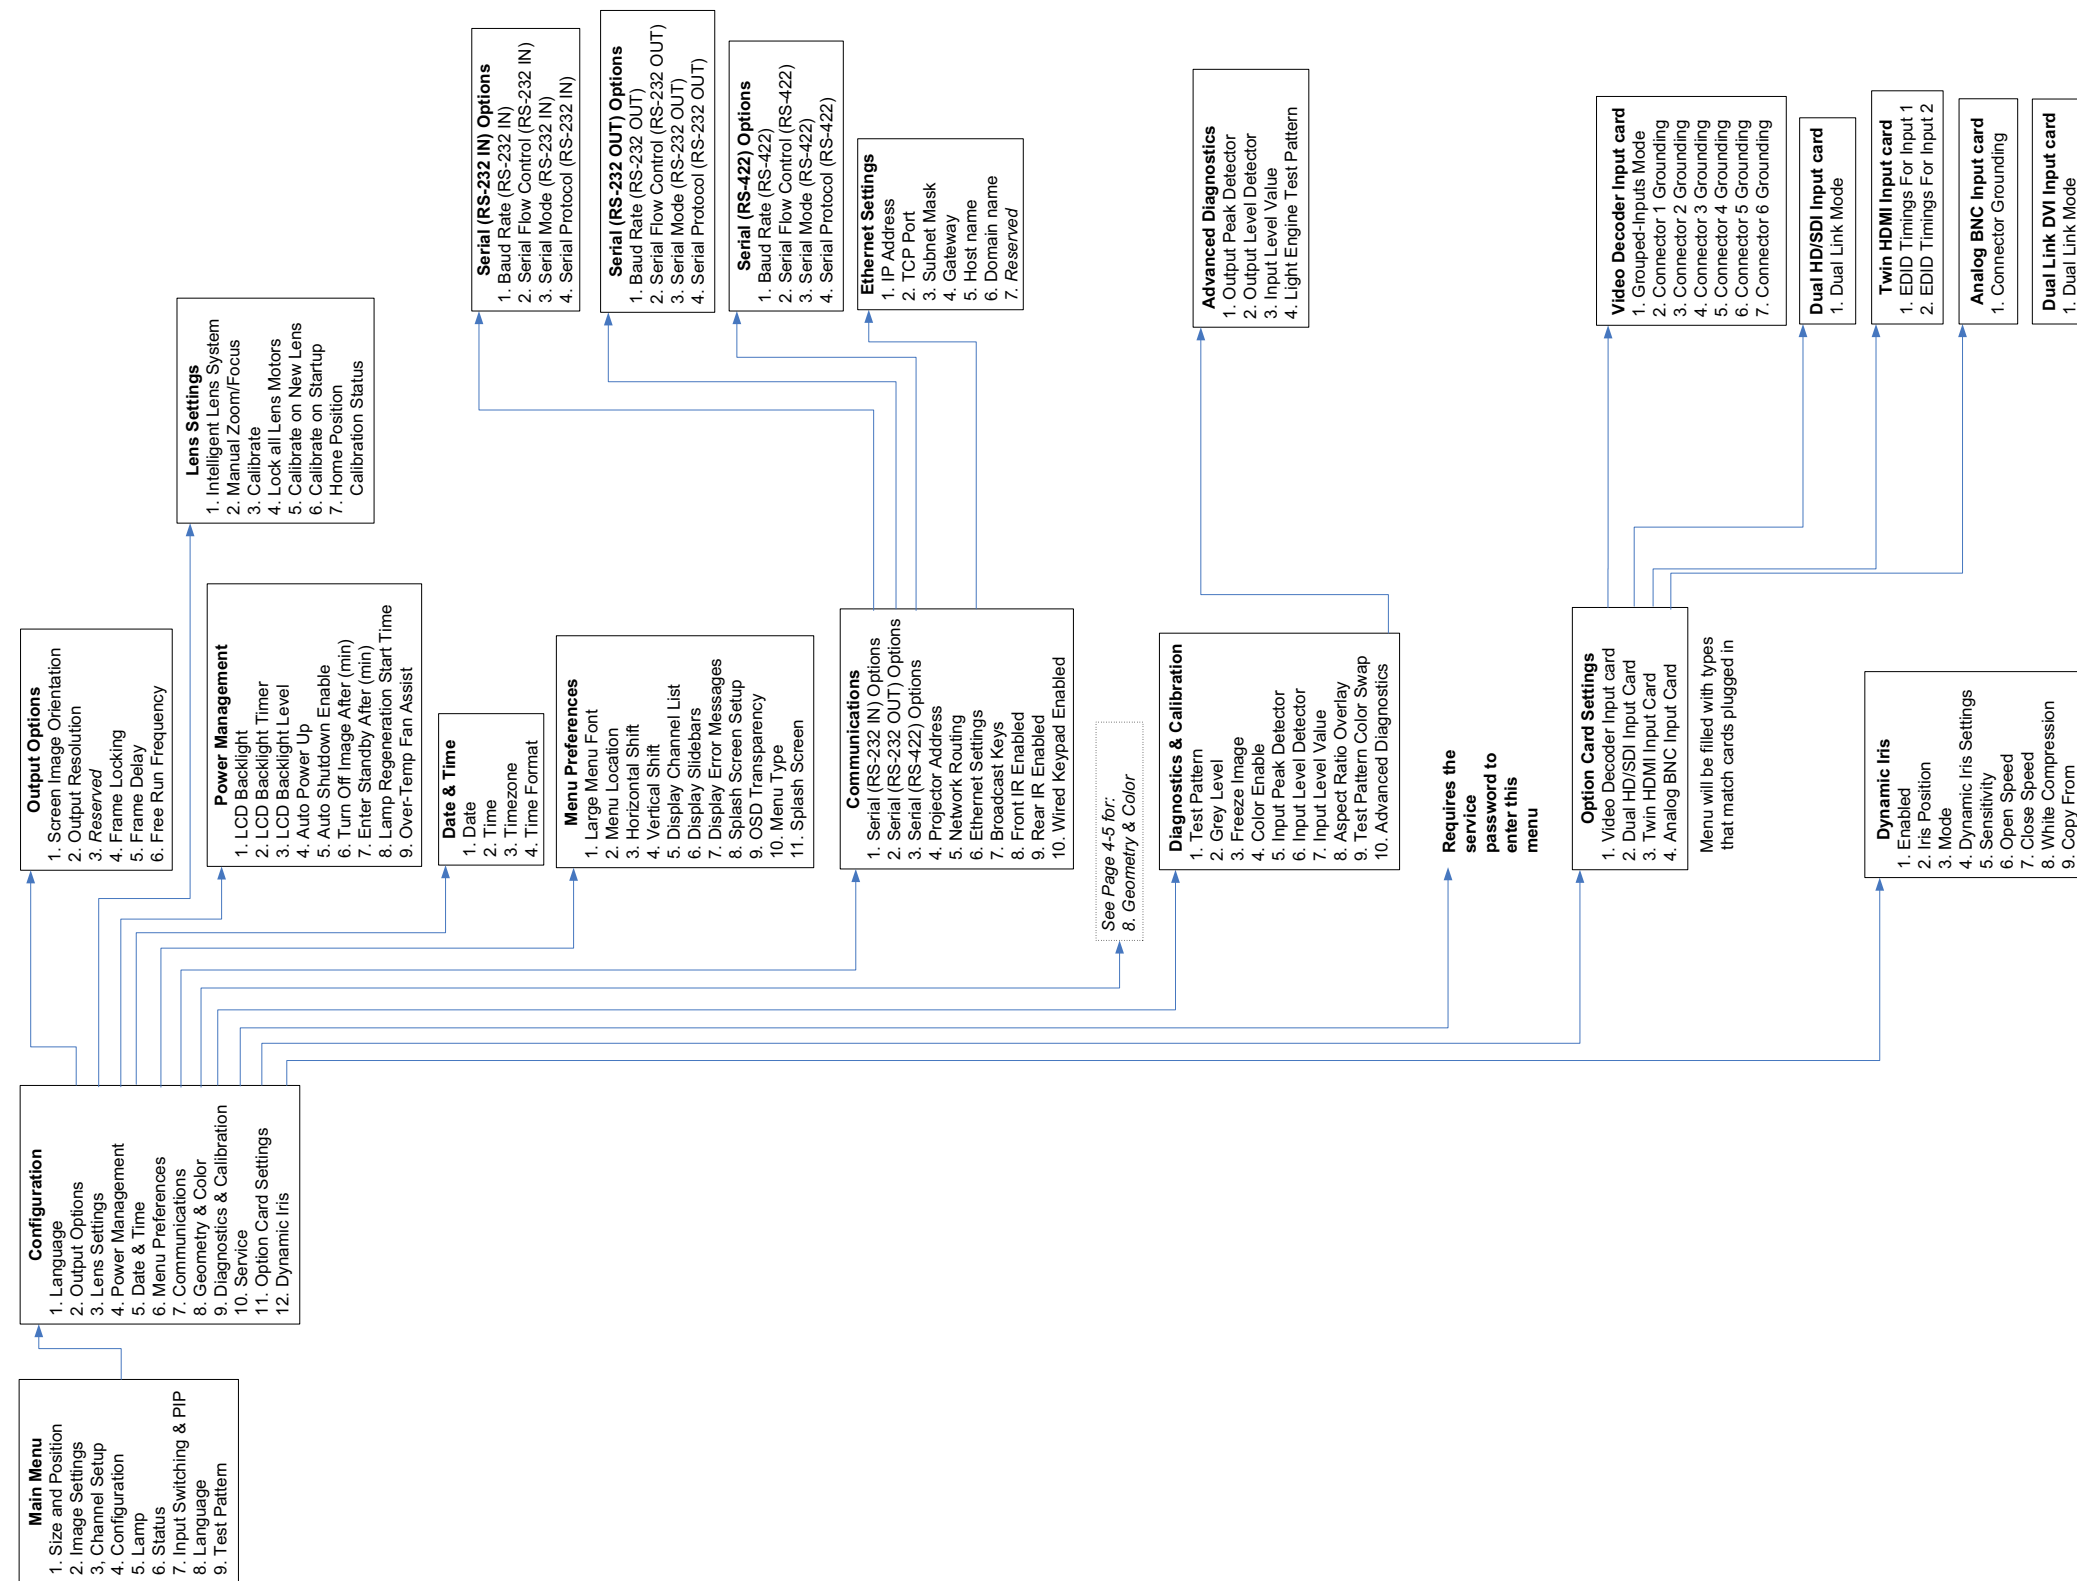 Main Menu
1. Size and Position
2. Image Settings
3, Channel Setup
4. Configuration
5. Lamp
6. Status
7. Input Switching & PIP
8. Language
9. Test Pattern
Configuration
1. Language
2. Output Options
3. Lens Settings
4. Power Management
5. Date & Time
6. Menu Preferences
7. Communications
8. Geometry & Color
9. Diagnostics & Calibration
10. Service
11. Option Card Settings
12. Dynamic Iris
Output Options
1. Screen Image Orientation
2. Output Resolution
3. Reserved
4. Frame Locking
5. Frame Delay
6. Free Run Frequency
Lens Settings
1. Intelligent Lens System
2. Manual Zoom/Focus
3. Calibrate
4. Lock all Lens Motors
5. Calibrate on New Lens
6. Calibrate on Startup
7. Home Position
Calibration Status
Power Management
1. LCD Backlight
2. LCD Backlight Timer
3. LCD Backlight Level
4. Auto Power Up
5. Auto Shutdown Enable
6. Turn Off Image After (min)
7. Enter Standby After (min)
8. Lamp Regeneration Start Time
9. Over-Temp Fan Assist
Date & Time
1. Date
2. Time
3. Timezone
4. Time Format
Menu Preferences
1. Large Menu Font
2. Menu Location
3. Horizontal Shift
4. Vertical Shift
5. Display Channel List
6. Display Slidebars
7. Display Error Messages
8. Splash Screen Setup
9. OSD Transparency
10. Menu Type
11. Splash Screen
Communications
1. Serial (RS-232 IN) Options
2. Serial (RS-232 OUT) Options
3. Serial (RS-422) Options
4. Projector Address
5. Network Routing
6. Ethernet Settings
7. Broadcast Keys
8. Front IR Enabled
9. Rear IR Enabled
10. Wired Keypad Enabled
Serial (RS-232 IN) Options
1. Baud Rate (RS-232 IN)
2. Serial Flow Control (RS-232 IN)
3. Serial Mode (RS-232 IN)
4. Serial Protocol (RS-232 IN)
Serial (RS-232 OUT) Options
1. Baud Rate (RS-232 OUT)
2. Serial Flow Control (RS-232 OUT)
3. Serial Mode (RS-232 OUT)
4. Serial Protocol (RS-232 OUT)
Serial (RS-422) Options
1. Baud Rate (RS-422)
2. Serial Flow Control (RS-422)
3. Serial Mode (RS-422)
4. Serial Protocol (RS-422)
Ethernet Settings
1. IP Address
2. TCP Port
3. Subnet Mask
4. Gateway
5. Host name
6. Domain name
7. Reserved
See Page 4-5 for:
8. Geometry & Color
Diagnostics & Calibration
1. Test Pattern
2. Grey Level
3. Freeze Image
4. Color Enable
5. Input Peak Detector
6. Input Level Detector
7. Input Level Value
8. Aspect Ratio Overlay
9. Test Pattern Color Swap
10. Advanced Diagnostics
Advanced Diagnostics
1. Output Peak Detector
2. Output Level Detector
3. Input Level Value
4. Light Engine Test Pattern
Requires the
service
password to
enter this
menu
Option Card Settings
1. Video Decoder Input card
2. Dual HD/SDI Input Card
3. Twin HDMI Input Card
4. Analog BNC Input Card
Menu will be filled with types
that match cards plugged in
Video Decoder Input card
1. Grouped-Inputs Mode
2. Connector 1 Grounding
3. Connector 2 Grounding
4. Connector 3 Grounding
5. Connector 4 Grounding
6. Connector 5 Grounding
7. Connector 6 Grounding
Dual HD/SDI Input card
1. Dual Link Mode
Twin HDMI Input card
1. EDID Timings For Input 1
2. EDID Timings For Input 2
Analog BNC Input card
1. Connector Grounding
Dual Link DVI Input card
1. Dual Link Mode
Dynamic Iris
1. Enabled
2. Iris Position
3. Mode
4. Dynamic Iris Settings
5. Sensitivity
6. Open Speed
7. Close Speed
8. White Compression
9. Copy From